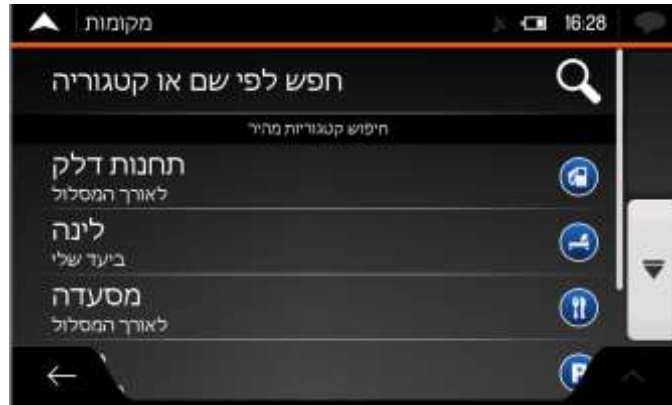 מקומות
16:28
חפש לפי שם או קטגוריה
חיפוש קטגוריות מהיר
תחנות דלק
לאורך המסלול
לינה
ביעד שלי
מסעדה
לאורך המסלול
P